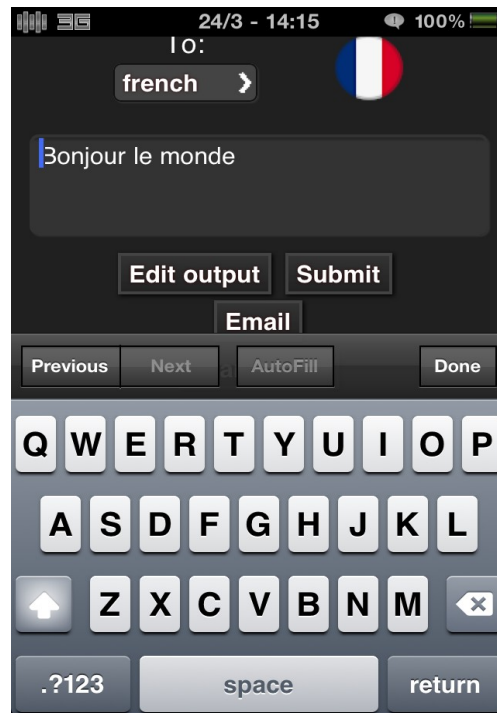 3G 24/3 - 14:15 100%
To:
french
Bonjour le monde
Edit output Submit
Email
Previous Next AutoFill Done
Q W E R T Y U I O P
A S D F G H J K L
Z X C V B N M
.?123 space return